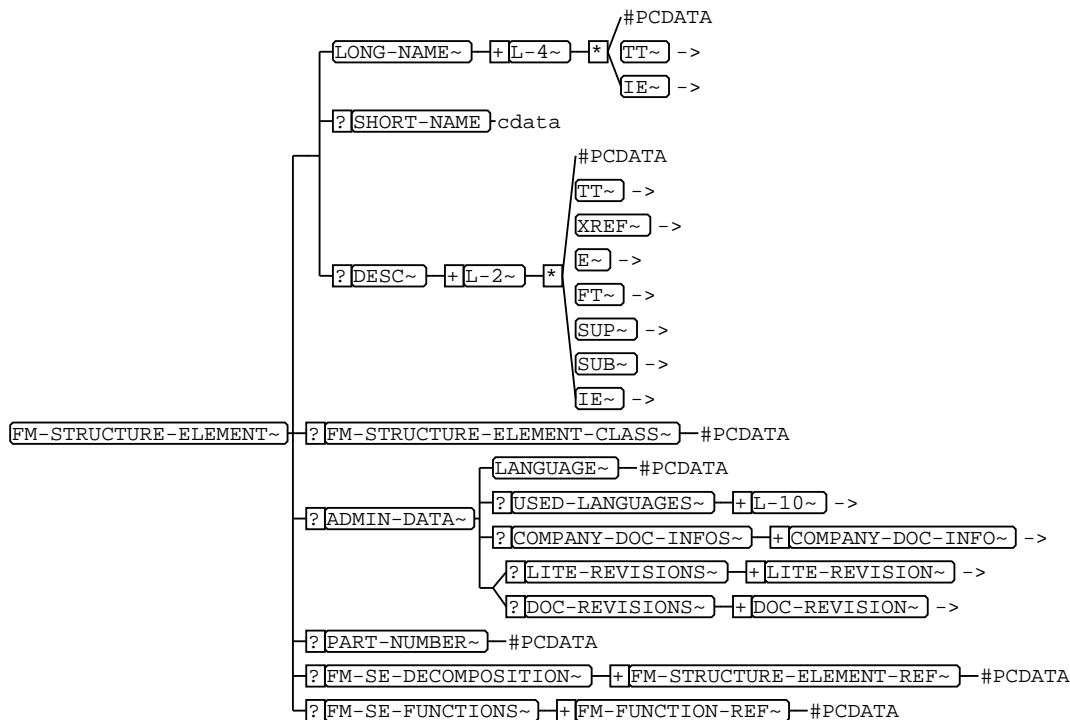 #PCDATA
LONG-NAME~ + L-4~ * TT~ ->
IE~ ->
? SHORT-NAME cdata
#PCDATA
TT~ ->
XREF~ ->
E~ ->
? DESC~ + L-2~ *
FT~ ->
SUP~ ->
SUB~ ->
IE~ ->
FM-STRUCTURE-ELEMENT~ ? FM-STRUCTURE-ELEMENT-CLASS~ #PCDATA
LANGUAGE~ #PCDATA
? USED-LANGUAGES~ + L-10~ ->
? ADMIN-DATA~
? COMPANY-DOC-INFOS~ + COMPANY-DOC-INFO~ ->
? LITE-REVISIONS~ + LITE-REVISION~ ->
? DOC-REVISIONS~ + DOC-REVISION~ ->
? PART-NUMBER~ #PCDATA
? FM-SE-DECOMPOSITION~ + FM-STRUCTURE-ELEMENT-REF~ #PCDATA
? FM-SE-FUNCTIONS~ + FM-FUNCTION-REF~ #PCDATA